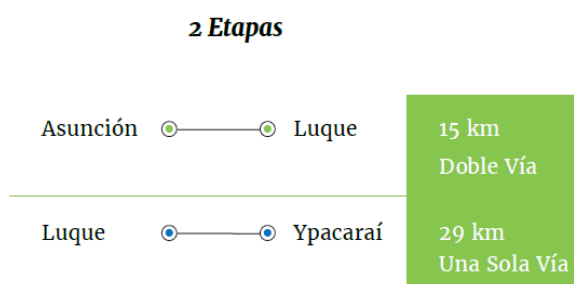 2 Etapas
Asunción Luque 15 km
Doble Vía
Luque Ypacaraí 29 km
Una Sola Vía